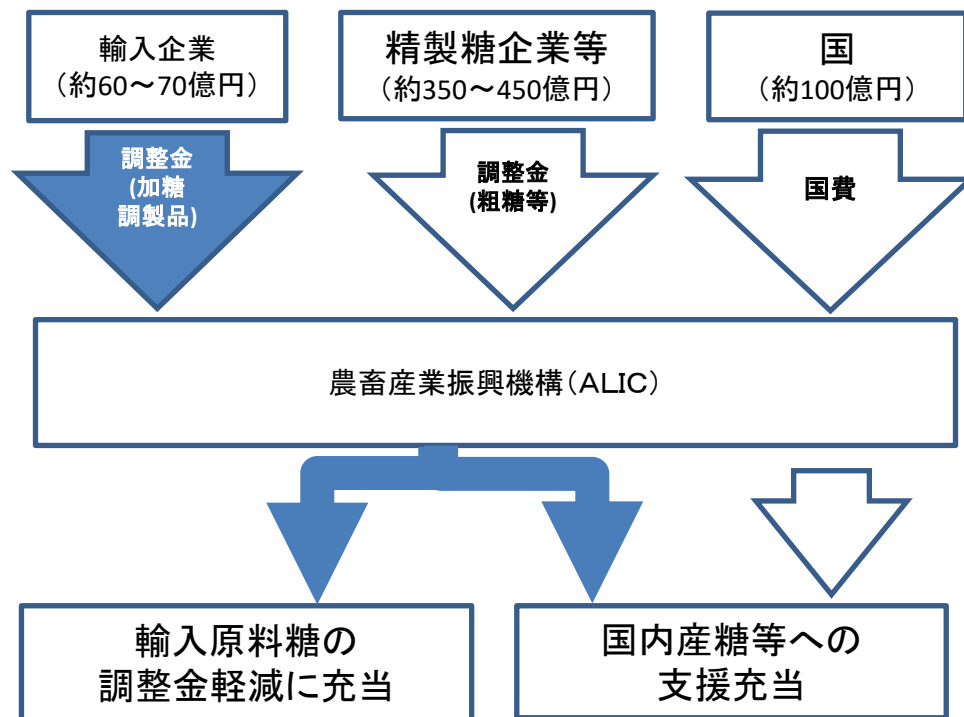 輸入企業
（約60～70億円）
精製糖企業等
（約350～450億円）
国
（約100億円）
調整金
(加糖
調製品)
調整金
(粗糖等)
国費
農畜産業振興機構（ALIC）
輸入原料糖の
調整金軽減に充当
国内産糖等への
支援充当